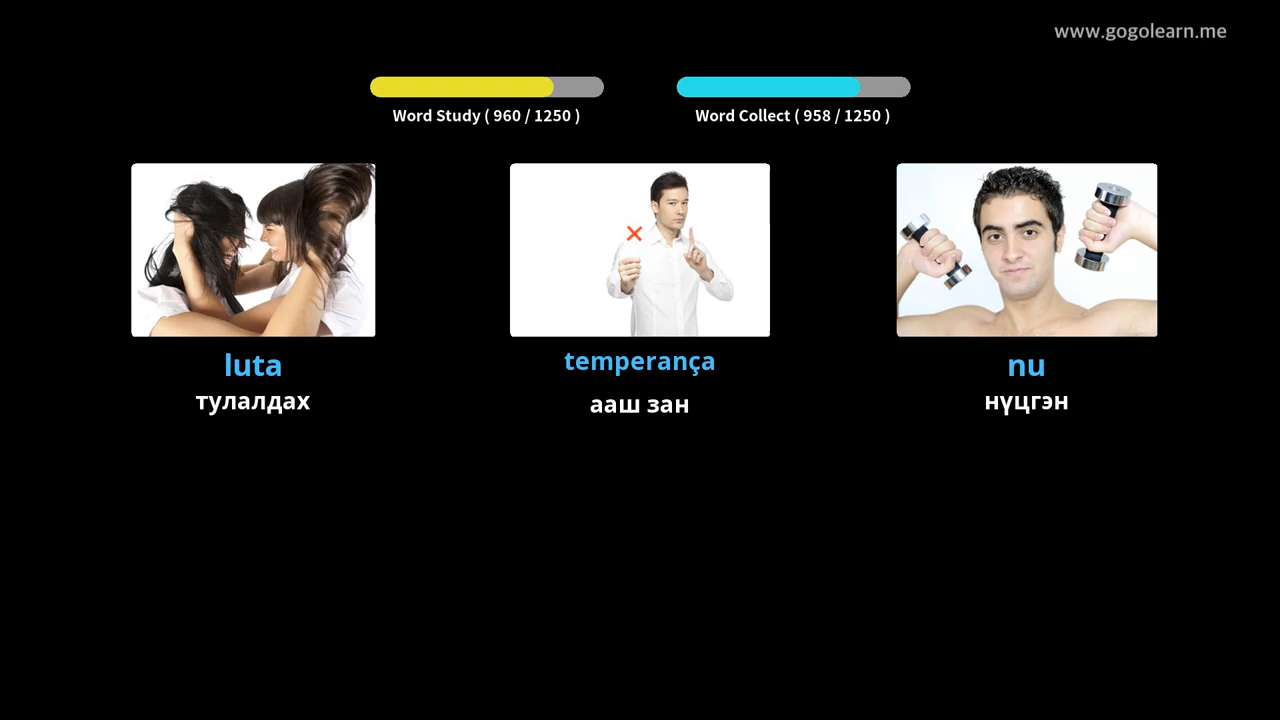 www.gogolearn.me
Word Study ( 960 / 1250 )
Word Collect ( 958 / 1250 )
luta
тулалдах
temperança
ааш зан
nu
нүцгэн